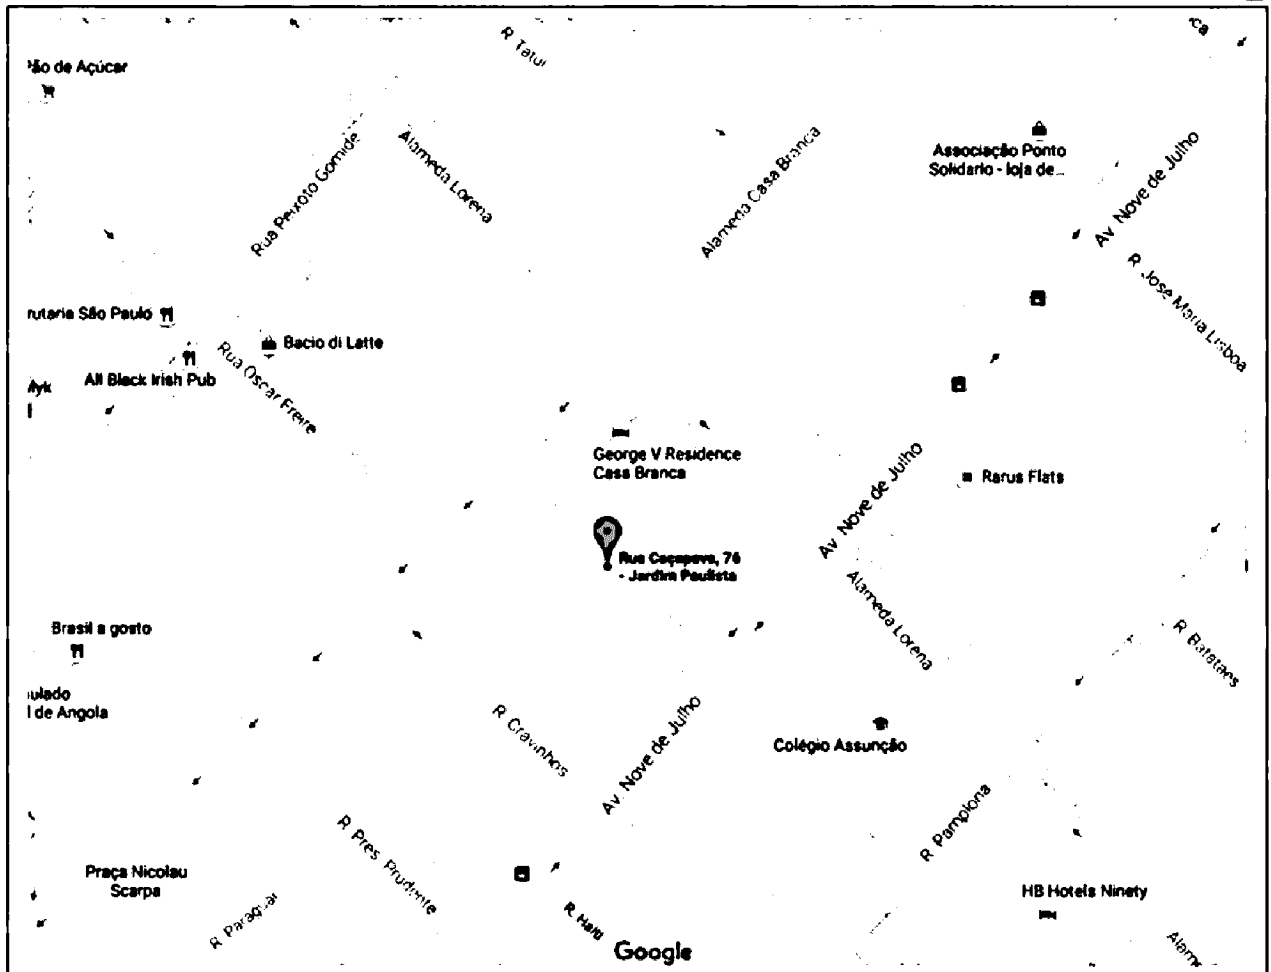 R. Tatuí
ão de Açúcar
Rua Peixoto Gomide
Alameda Lorena
Alameda Casa Branca
Associação Ponto
Solidario - loja de...
Av. Nove de Julho
R. José Maria Lisboa
rutaria São Paulo
Bacio di Latte
All Black Irish Pub
Rua Oscar Freire
George V Residence
Casa Branca
Av. Nove de Julho
Rarus Flats
Rua Caçapava, 76
- Jardim Paulista
Alameda Lorena
Brasil a gosto
R. Batataes
ulado
l de Angola
R. Cravinhos
Av. Nove de Julho
Colégio Assunção
R. Pamplona
R. Pres. Prudente
Praça Nicolau
Scarpa
R. Paraguai
R. Haiti
HB Hotels Ninety
Google
Alame